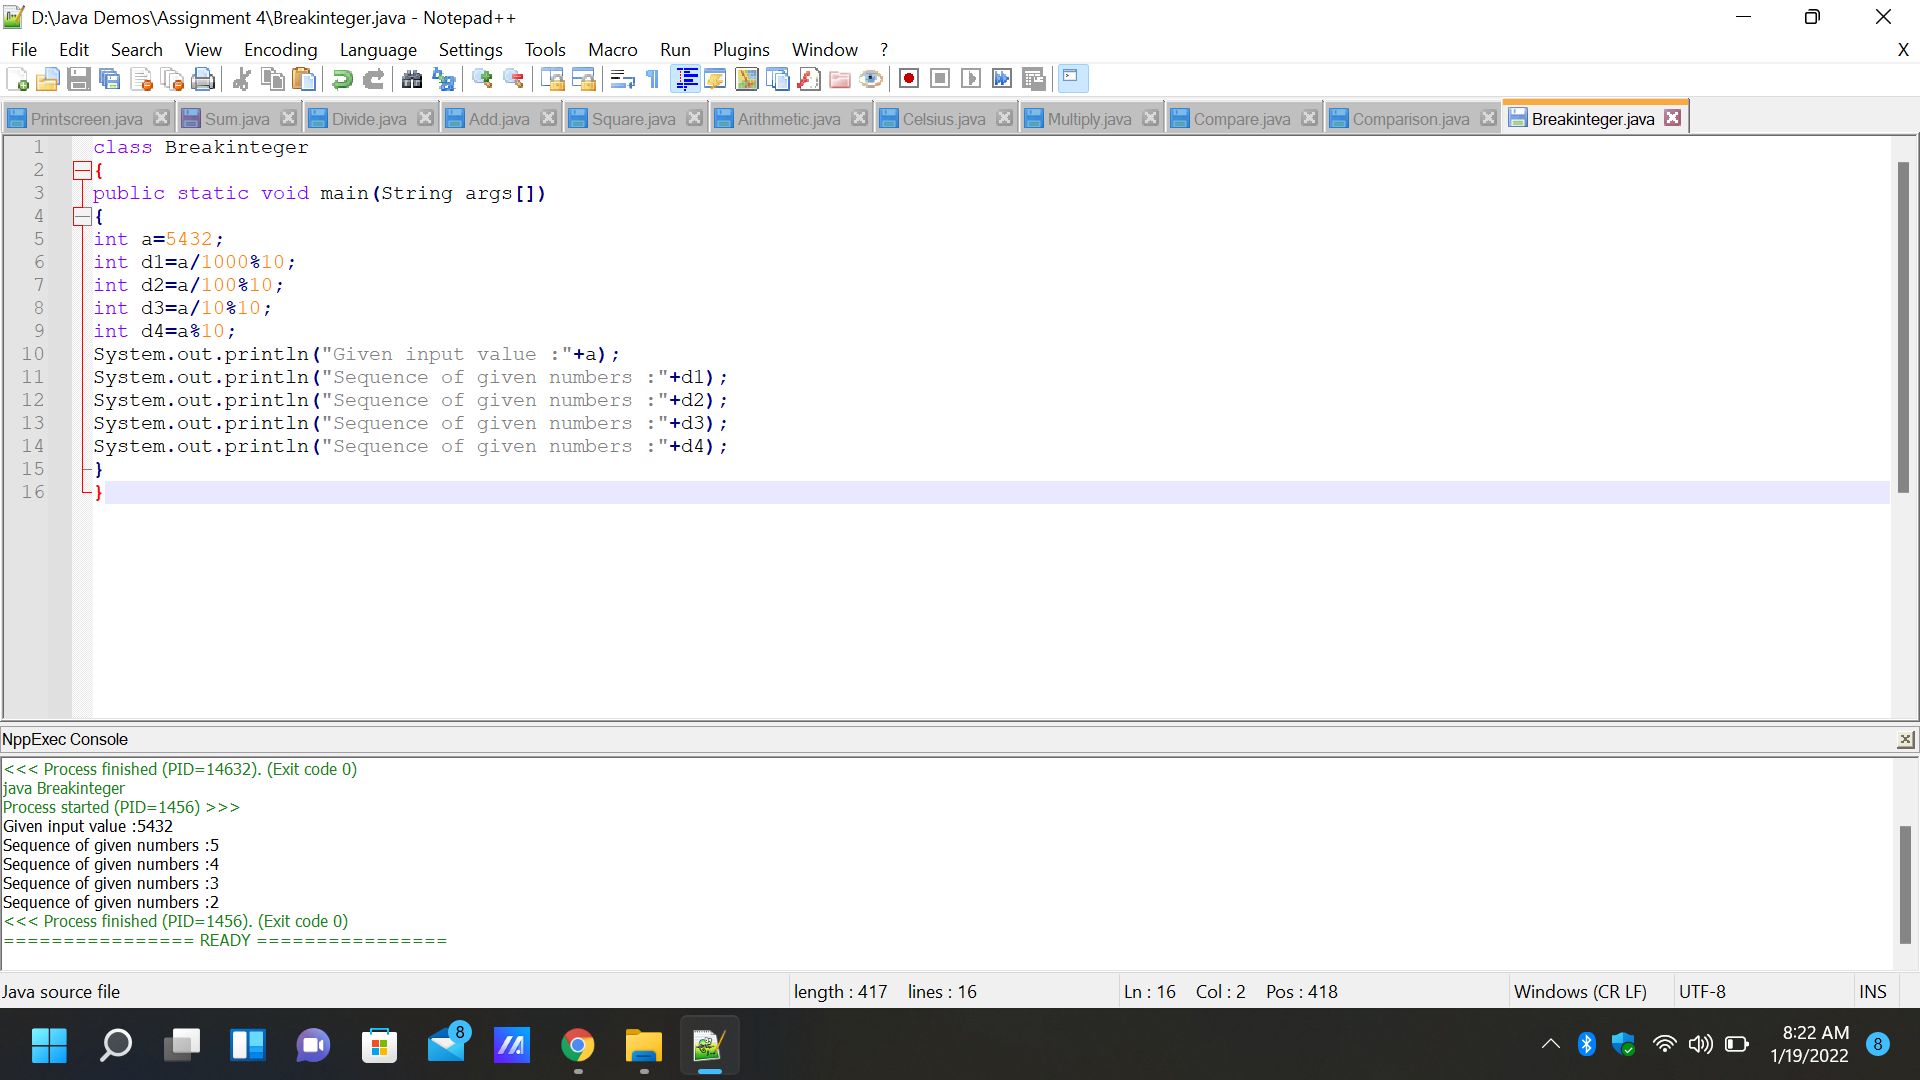 D:\Java Demos\Assignment 4\Breakinteger.java - Notepad++
File Edit Search View Encoding Language Settings Tools Macro Run Plugins Window ? X
Printscreen.java Sum.java Divide.java Add.java Square.java Arithmetic.java Celsius.java Multiply.java Compare.java Comparison.java Breakinteger.java
1 class Breakinteger
2 {
3 public static void main(String args[])
4 {
5 int a=5432;
6 int d1=a/1000%10;
7 int d2=a/100%10;
8 int d3=a/10%10;
9 int d4=a%10;
10 System.out.println("Given input value :"+a);
11 System.out.println("Sequence of given numbers :"+d1);
12 System.out.println("Sequence of given numbers :"+d2);
13 System.out.println("Sequence of given numbers :"+d3);
14 System.out.println("Sequence of given numbers :"+d4);
15 }
16 }
NppExec Console
<<< Process finished (PID=14632). (Exit code 0)
java Breakinteger
Process started (PID=1456) >>>
Given input value :5432
Sequence of given numbers :5
Sequence of given numbers :4
Sequence of given numbers :3
Sequence of given numbers :2
<<< Process finished (PID=1456). (Exit code 0)
================ READY ================
Java source file length : 417 lines : 16 Ln : 16 Col : 2 Pos : 418 Windows (CR LF) UTF-8 INS
8
8:22 AM
1/19/2022
8